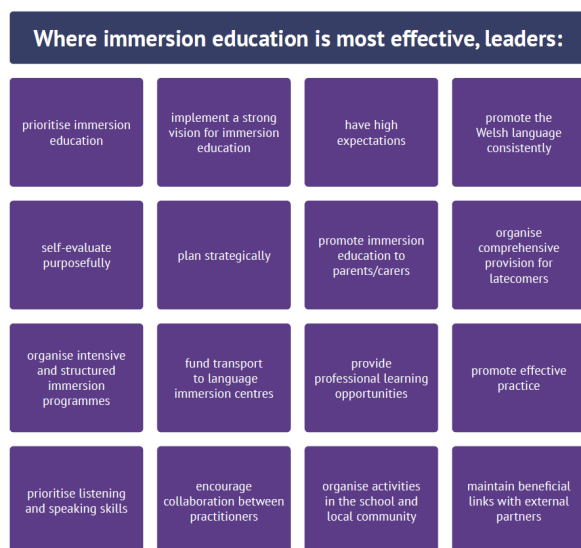 Where immersion education is most effective, leaders:
prioritise immersion
education
implement a strong
vision for immersion
education
have high
expectations
promote the
Welsh language
consistently
self-evaluate
purposefully
plan strategically
promote immersion
education to
parents/carers
organise
comprehensive
provision for
latecomers
organise intensive
and structured
immersion
programmes
fund transport
to language
immersion centres
provide
professional learning
opportunities
promote effective
practice
prioritise listening
and speaking skills
encourage
collaboration between
practitioners
organise activities
in the school and
local community
maintain beneficial
links with external
partners